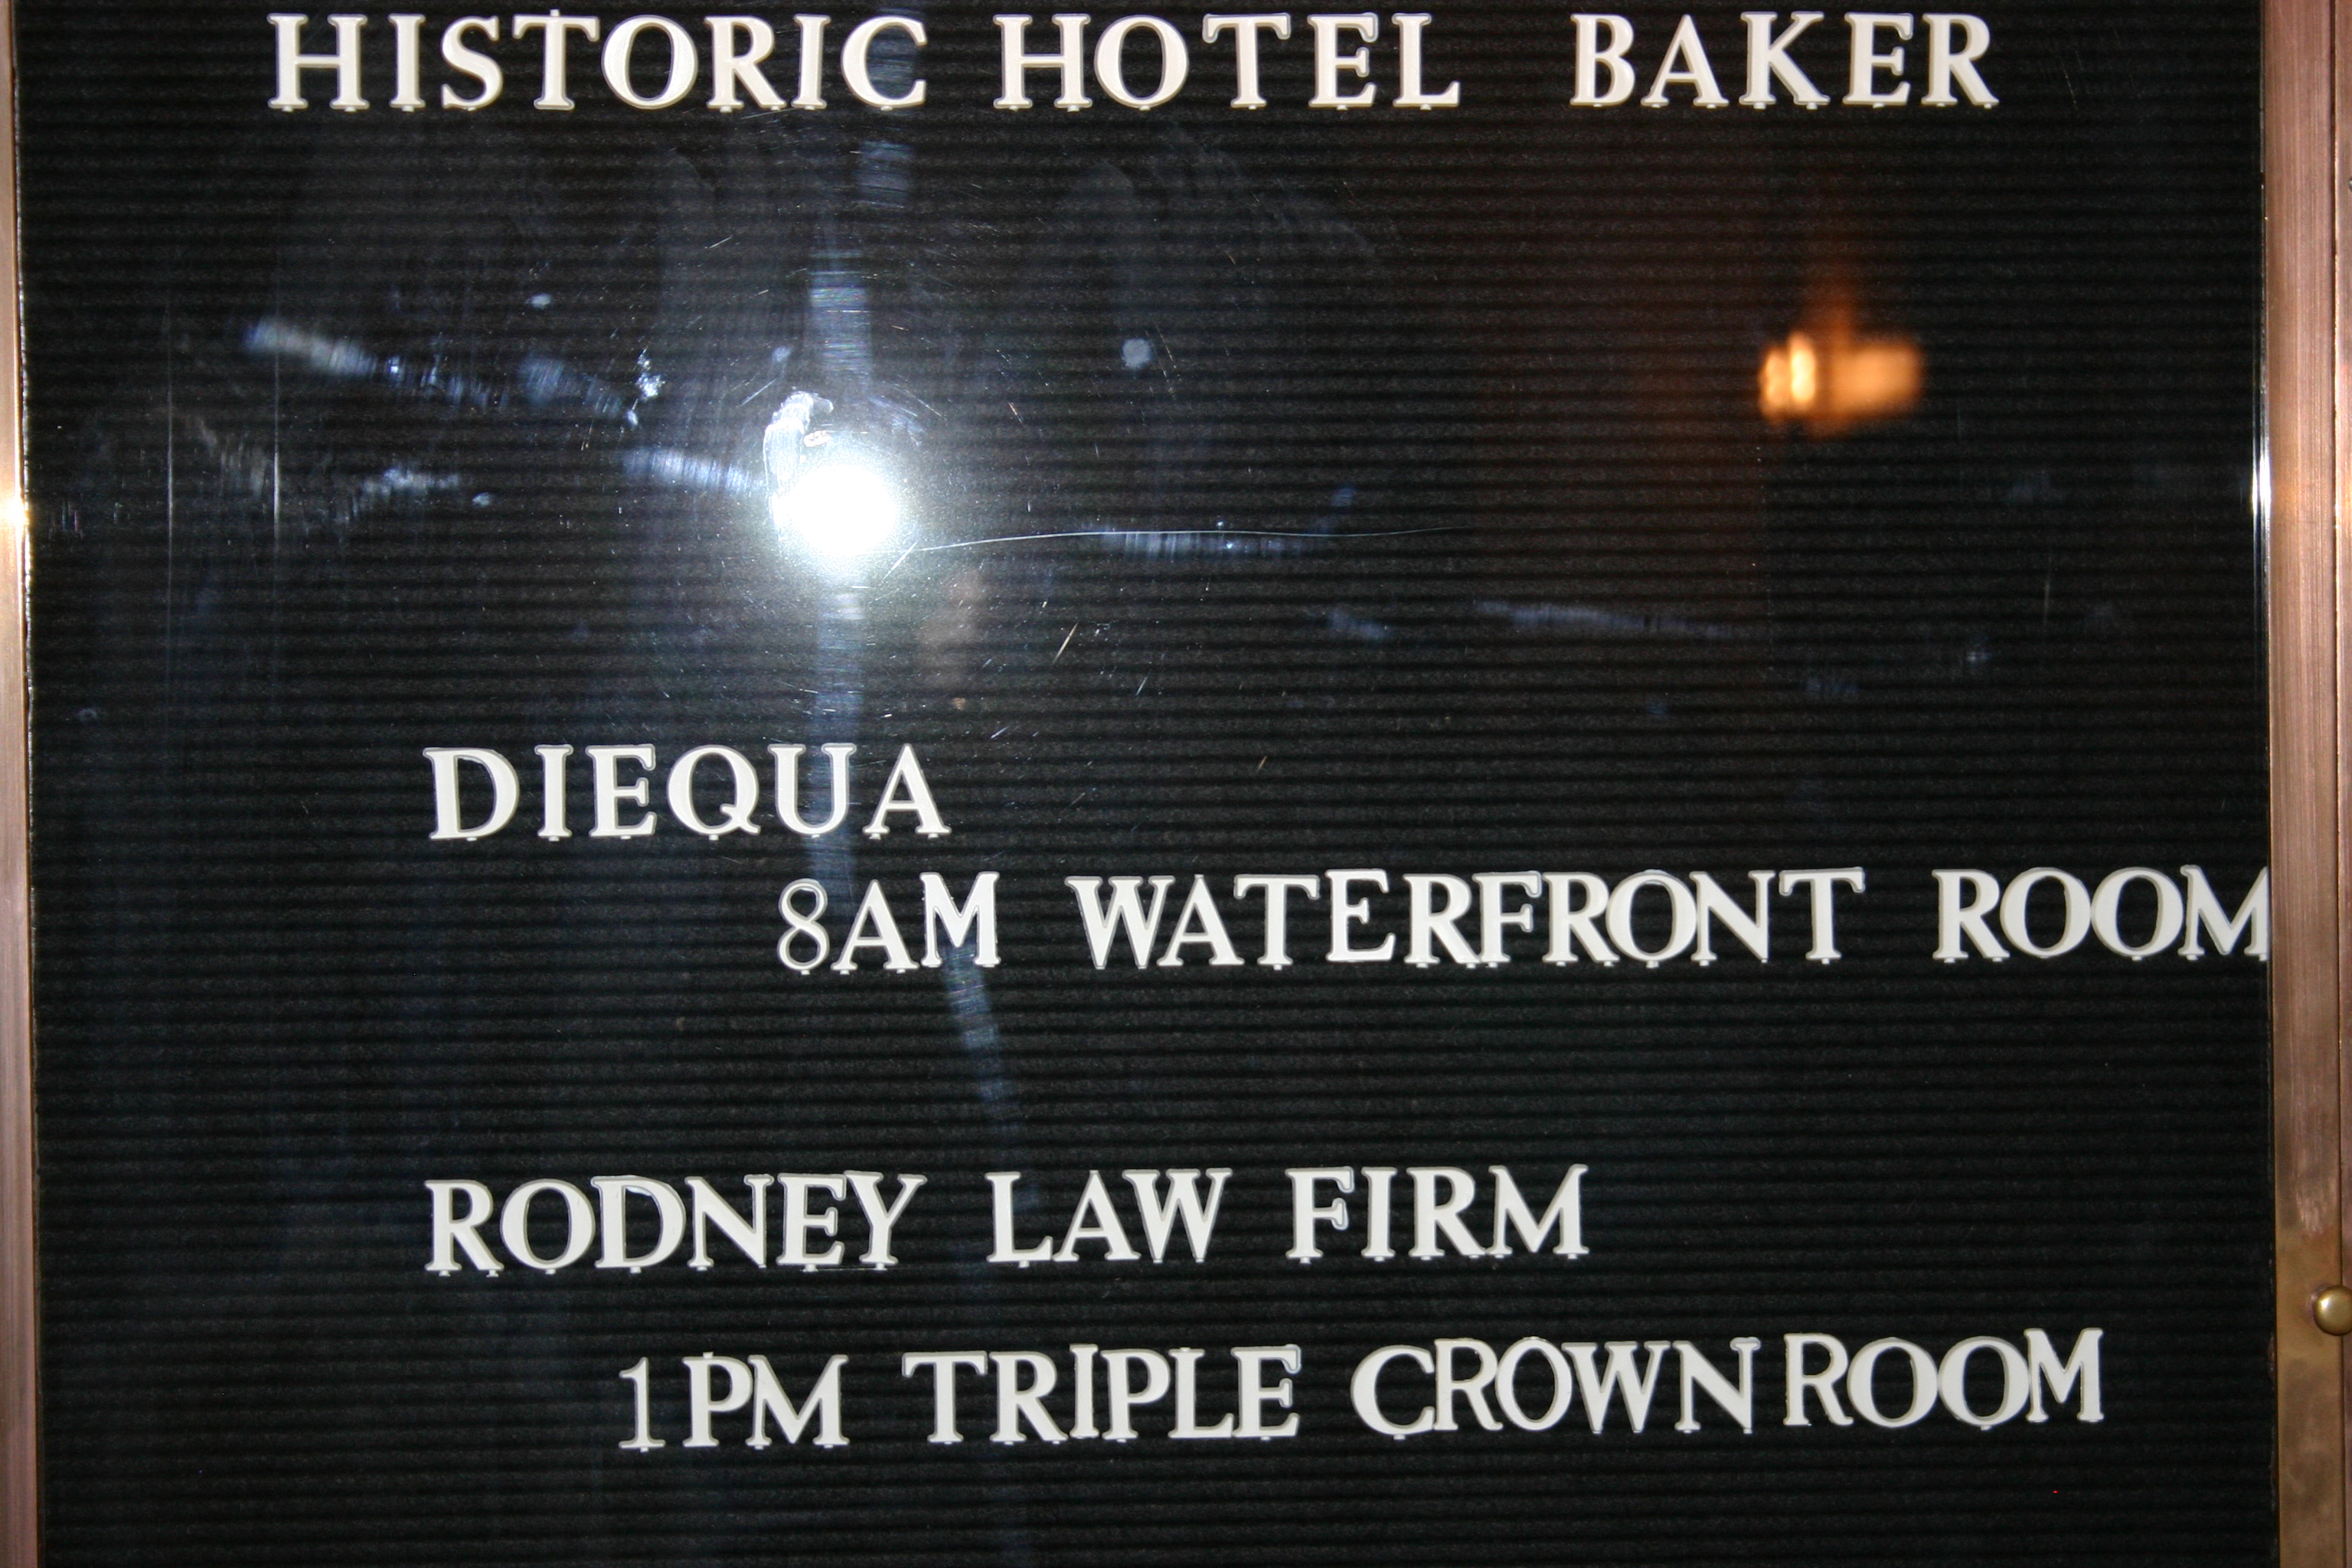 HISTORIC HOTEL BAKER
DIEQUA
8AM WATERFRONT ROOM
RODNEY LAW FIRM
1PM TRIPLE CROWN ROOM